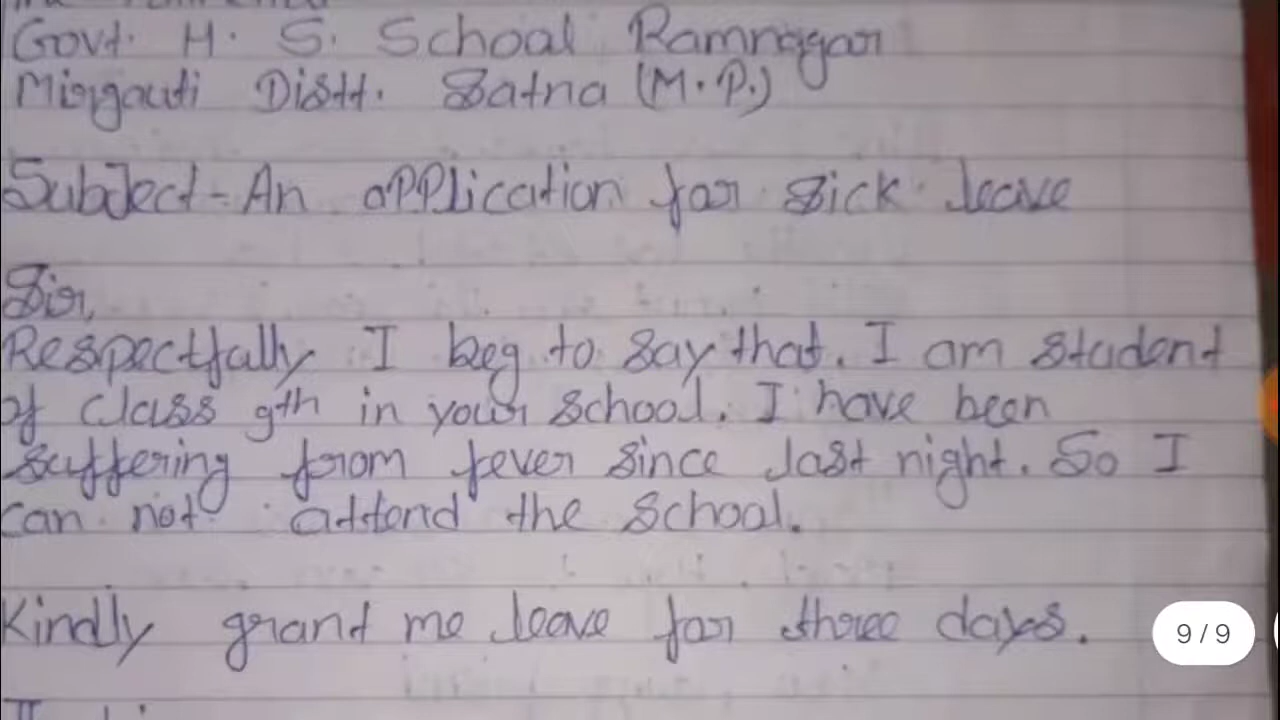 Govt. H. S. School Ramnagar
Mirgauti Distt. Satna (M.P.)
Subject - An application for sick leave
Sir,
Respectfully I beg to say that. I am student
of class 9th in your school. I have been
suffering from fever since last night. So I
can not attend the school.
Kindly grant me leave for three days.
9/9